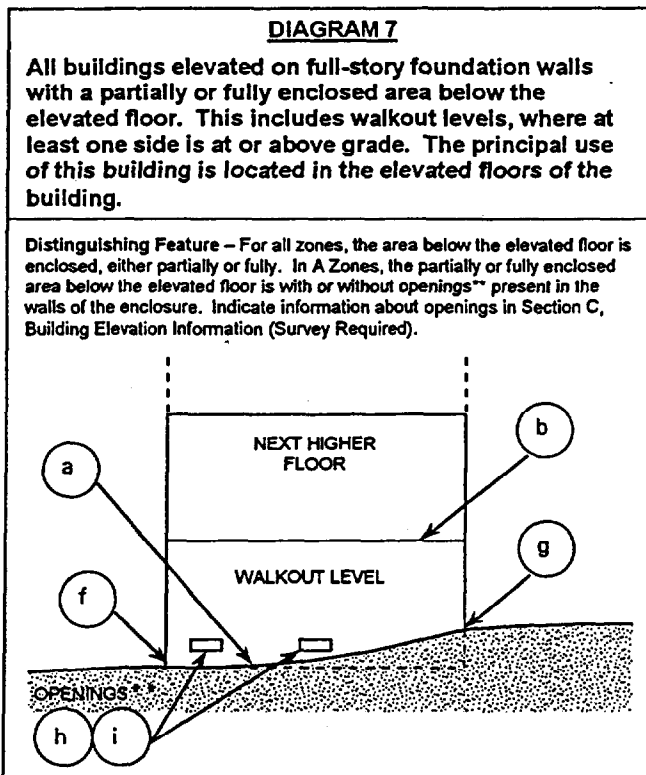 DIAGRAM 7
All buildings elevated on full-story foundation walls
with a partially or fully enclosed area below the
elevated floor. This includes walkout levels, where at
least one side is at or above grade. The principal use
of this building is located in the elevated floors of the
building.
Distinguishing Feature – For all zones, the area below the elevated floor is
enclosed, either partially or fully. In A Zones, the partially or fully enclosed
area below the elevated floor is with or without openings** present in the
walls of the enclosure. Indicate information about openings in Section C,
Building Elevation Information (Survey Required).
NEXT HIGHER
FLOOR
b
a
g
WALKOUT LEVEL
f
OPENINGS**
h
i